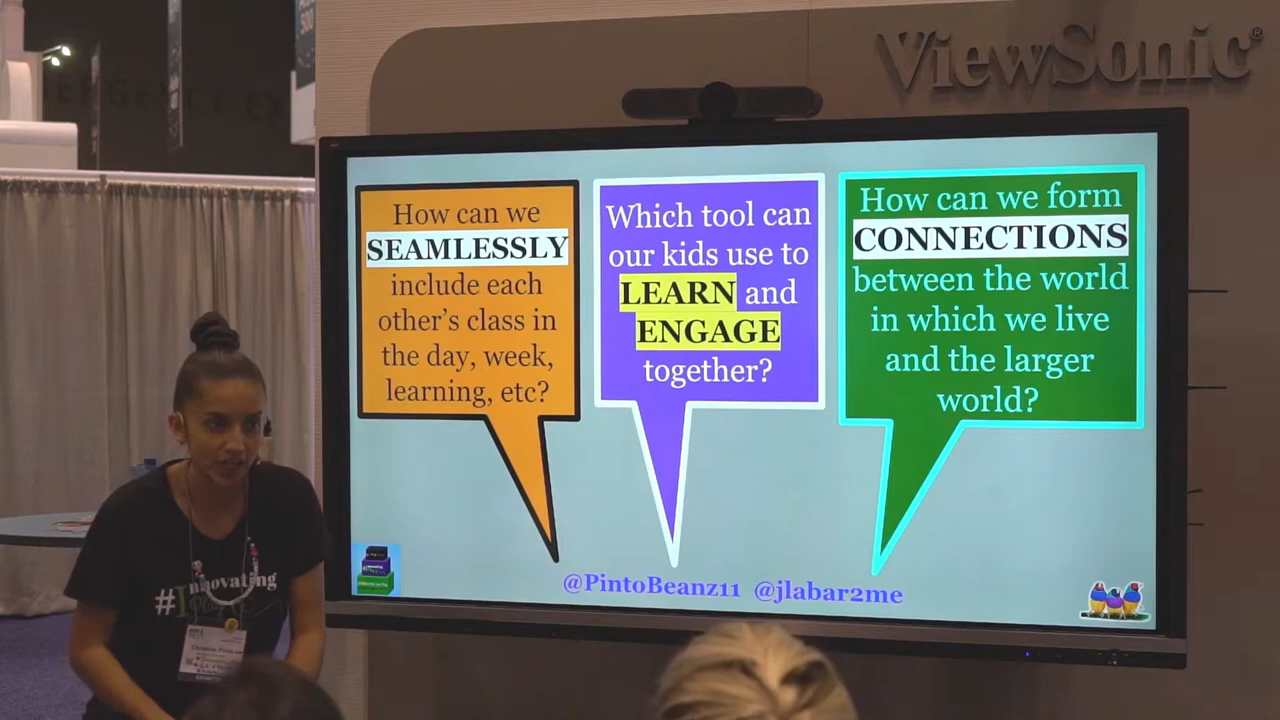 ViewSonic®
How can we
SEAMLESSLY
include each
other's class in
the day, week,
learning, etc?
Which tool can
our kids use to
LEARN and
ENGAGE
together?
How can we form
CONNECTIONS
between the world
in which we live
and the larger
world?
@PintoBeanz11 @jlabar2me
#Innovating
Play